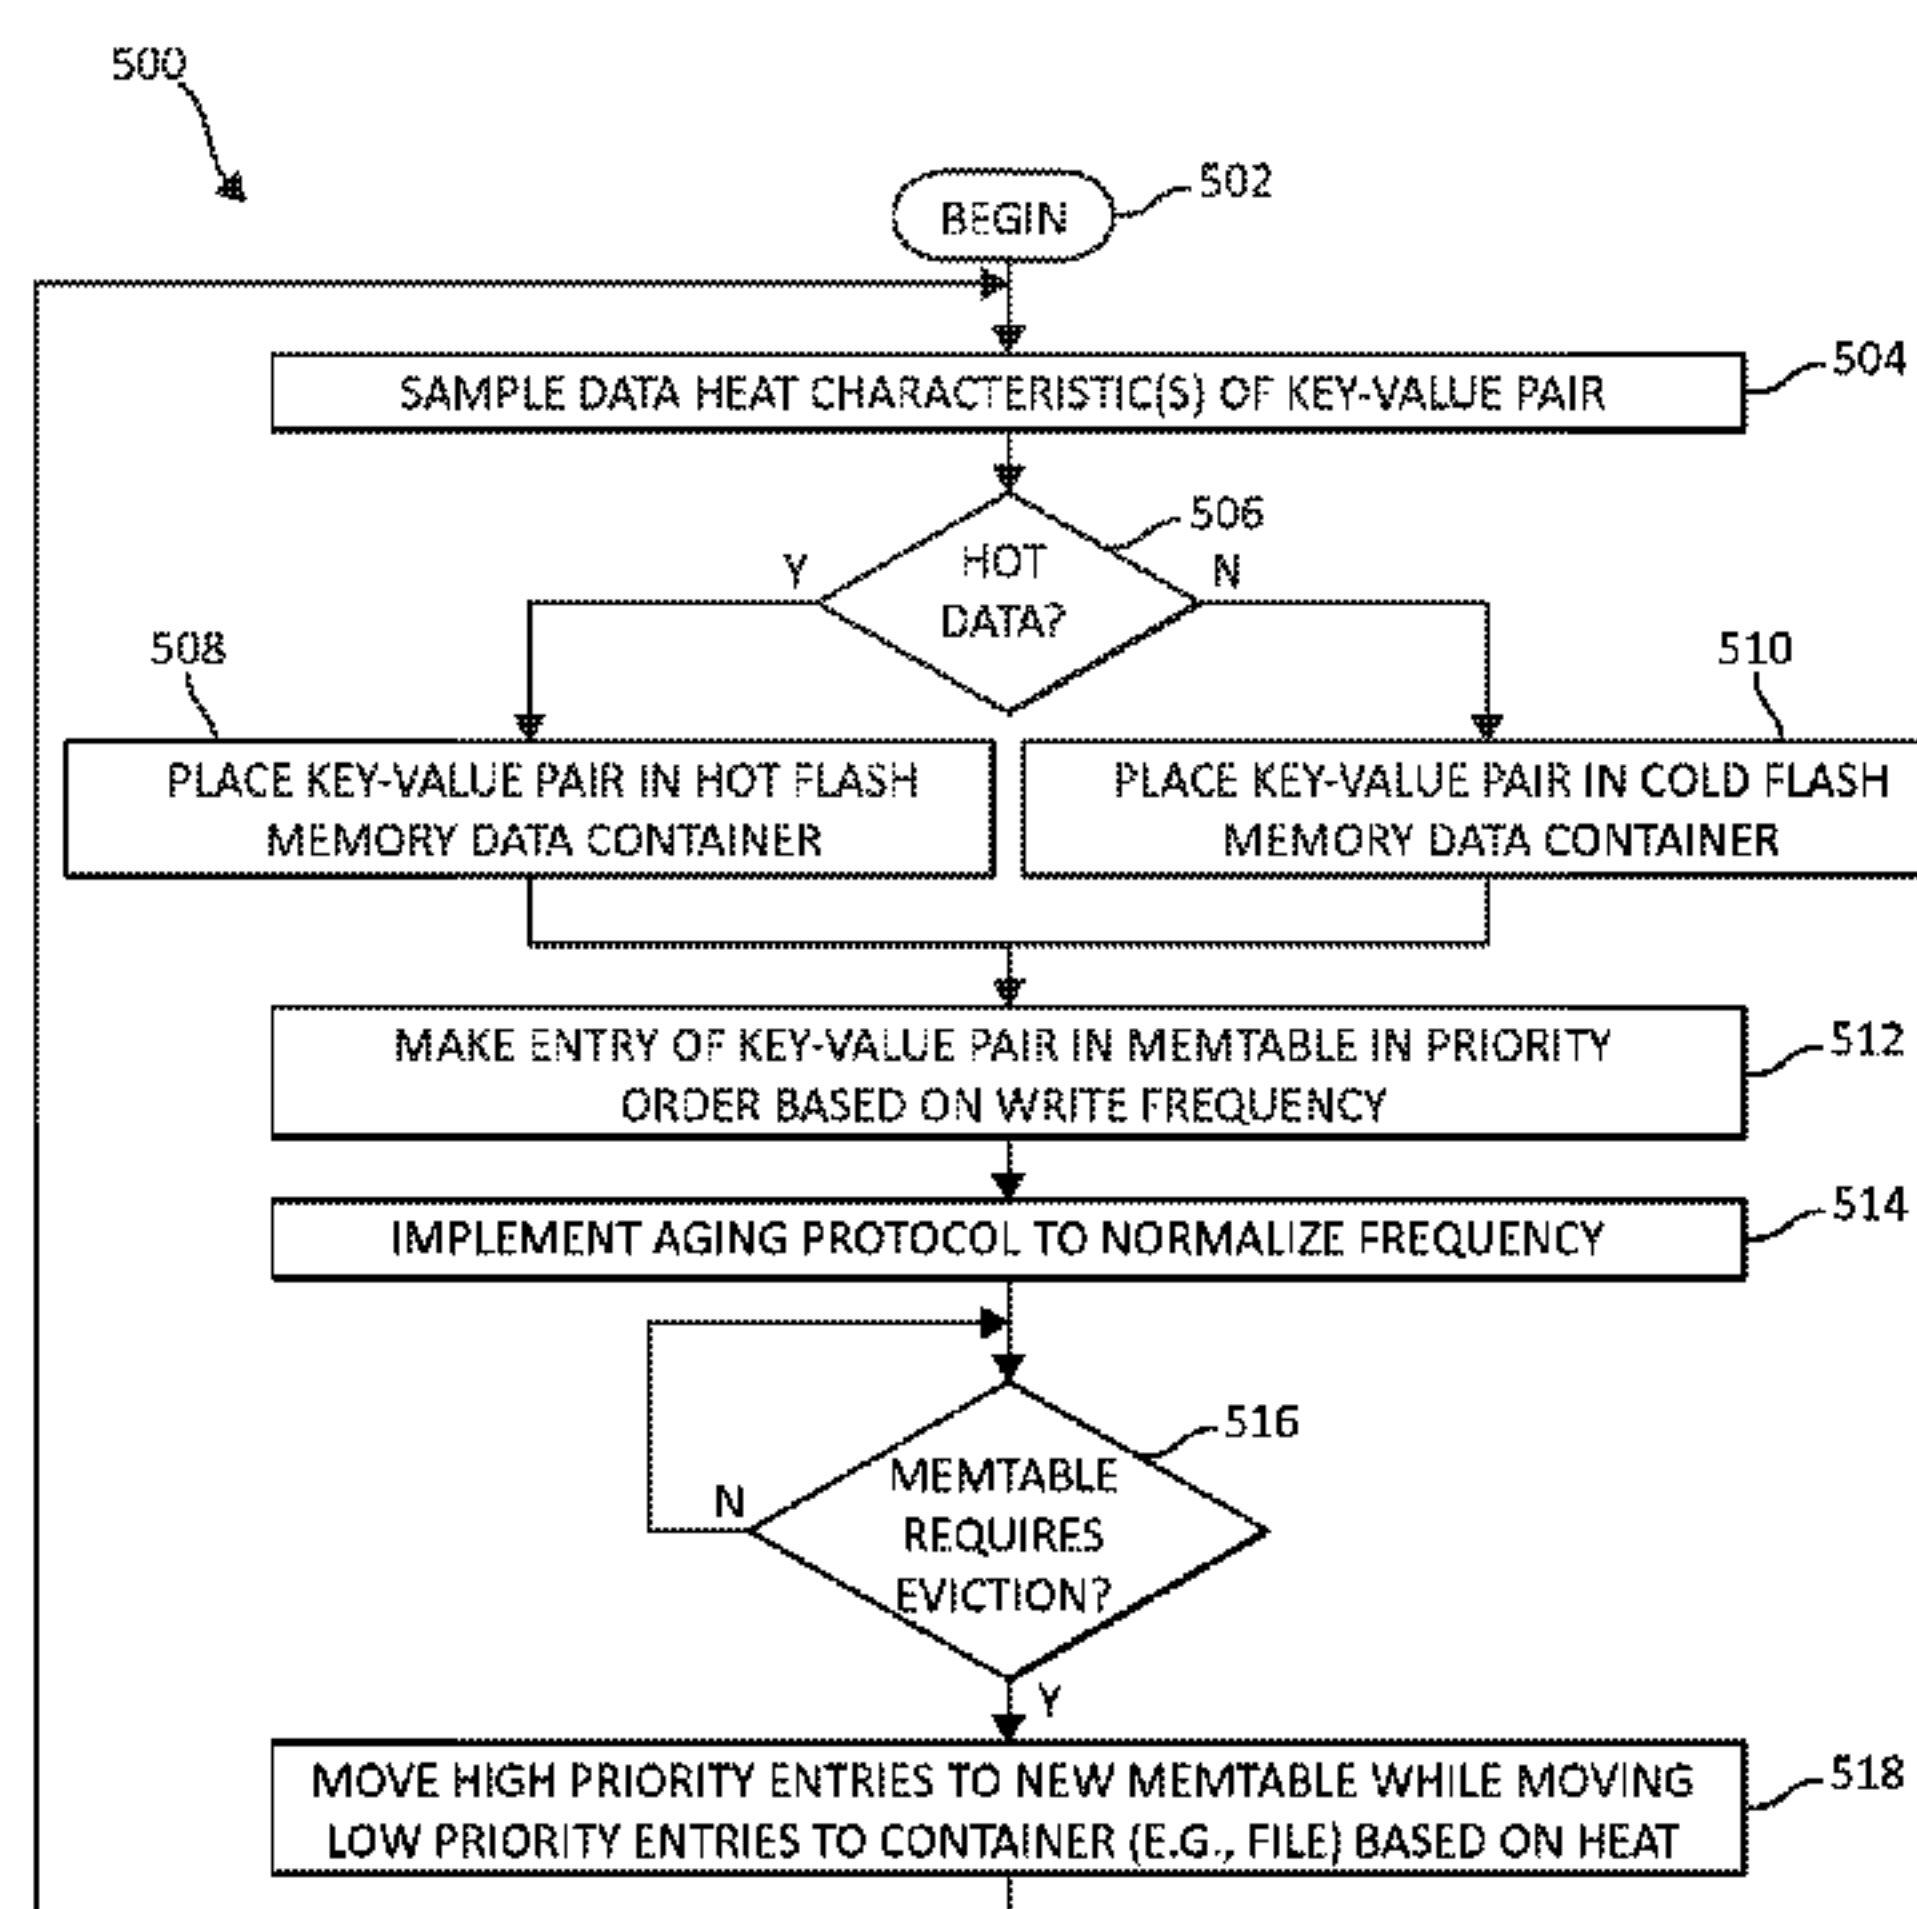 500
BEGIN
502
SAMPLE DATA HEAT CHARACTERISTIC(S) OF KEY-VALUE PAIR
504
HOT
DATA?
506
Y
N
508
PLACE KEY-VALUE PAIR IN HOT FLASH
MEMORY DATA CONTAINER
510
PLACE KEY-VALUE PAIR IN COLD FLASH
MEMORY DATA CONTAINER
MAKE ENTRY OF KEY-VALUE PAIR IN MEMTABLE IN PRIORITY
ORDER BASED ON WRITE FREQUENCY
512
IMPLEMENT AGING PROTOCOL TO NORMALIZE FREQUENCY
514
MEMTABLE
REQUIRES
EVICTION?
516
N
Y
MOVE HIGH PRIORITY ENTRIES TO NEW MEMTABLE WHILE MOVING
LOW PRIORITY ENTRIES TO CONTAINER (E.G., FILE) BASED ON HEAT
518